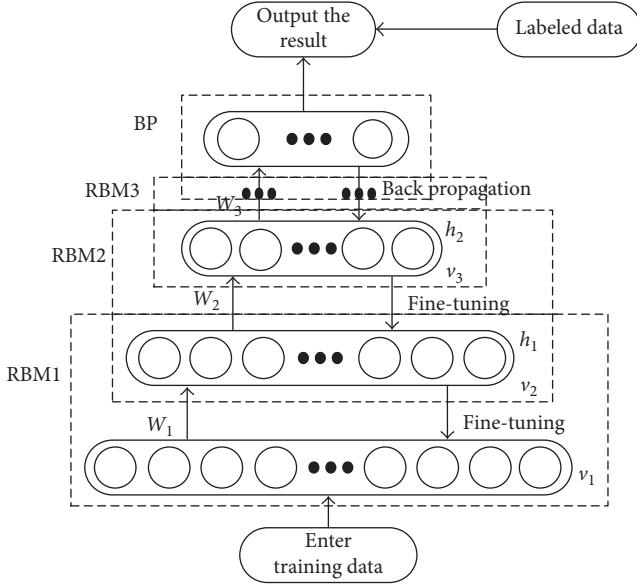 Output the
result
Labeled data
BP
RBM3
W3
Back propagation
h2
RBM2
v3
W2
Fine-tuning
h1
RBM1
v2
W1
Fine-tuning
v1
Enter
training data